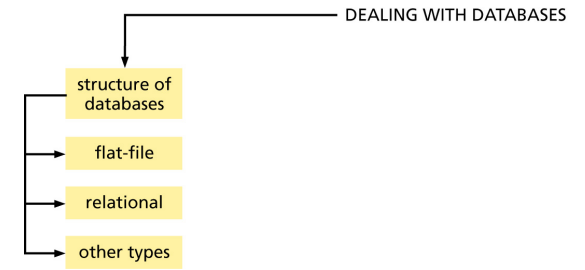 DEALING WITH DATABASES
structure of
databases
flat-file
relational
other types